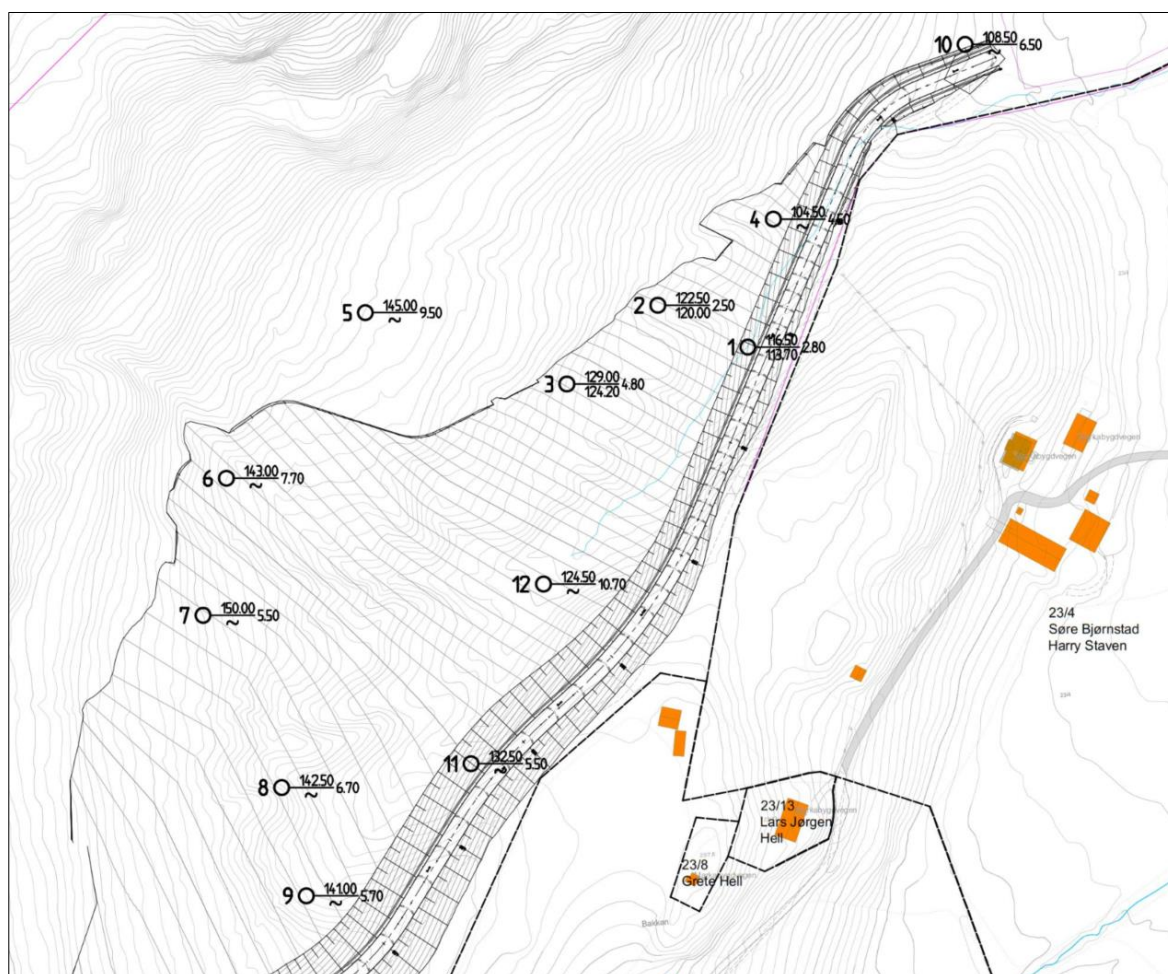 10 108.50 6.50
~
4 104.50 4.60
~
5 145.00 9.50
~
2 122.50 2.50
120.00
1 116.50 2.80
113.70
3 129.00 4.80
124.20
6 143.00 7.70
~
12 124.50 10.70
~
7 150.00 5.50
~
23/4
Søre Bjørnstad
Harry Staven
11 132.50 5.50
~
8 142.50 6.70
~
23/13
Lars Jørgen
Hell
23/8
Grete Hell
9 141.00 5.70
~
Bakken